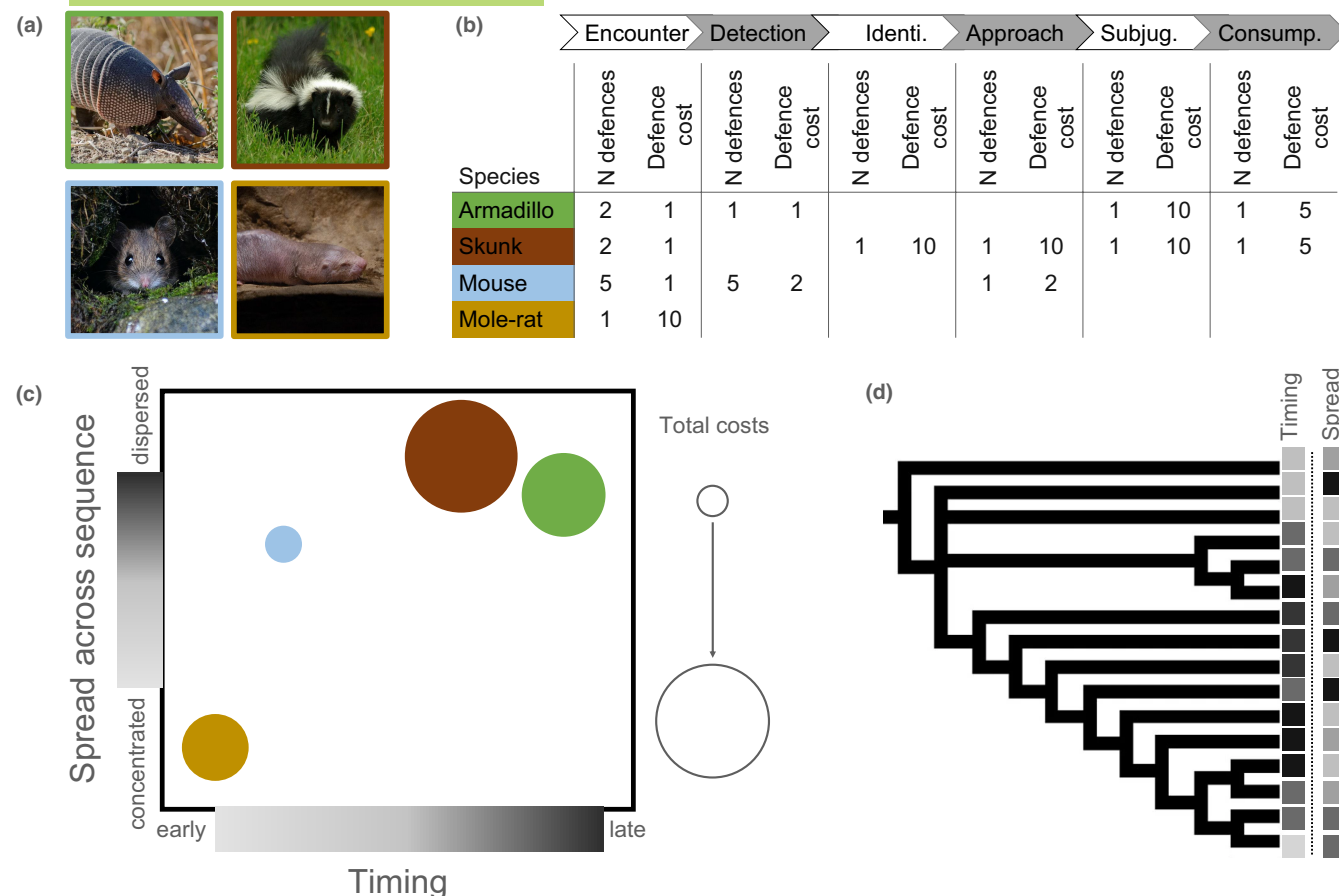 (a)
(b)
Encounter Detection Identi. Approach Subjug. Consump.
Species N defences Defence cost N defences Defence cost N defences Defence cost N defences Defence cost N defences Defence cost N defences Defence cost
Armadillo 2 1 1 1 1 10 1 5
Skunk 2 1 1 10 1 10 1 10 1 5
Mouse 5 1 5 2 1 2
Mole-rat 1 10
(c)
Spread across sequence
dispersed
concentrated
early
late
Timing
Total costs
(d)
Timing
Spread